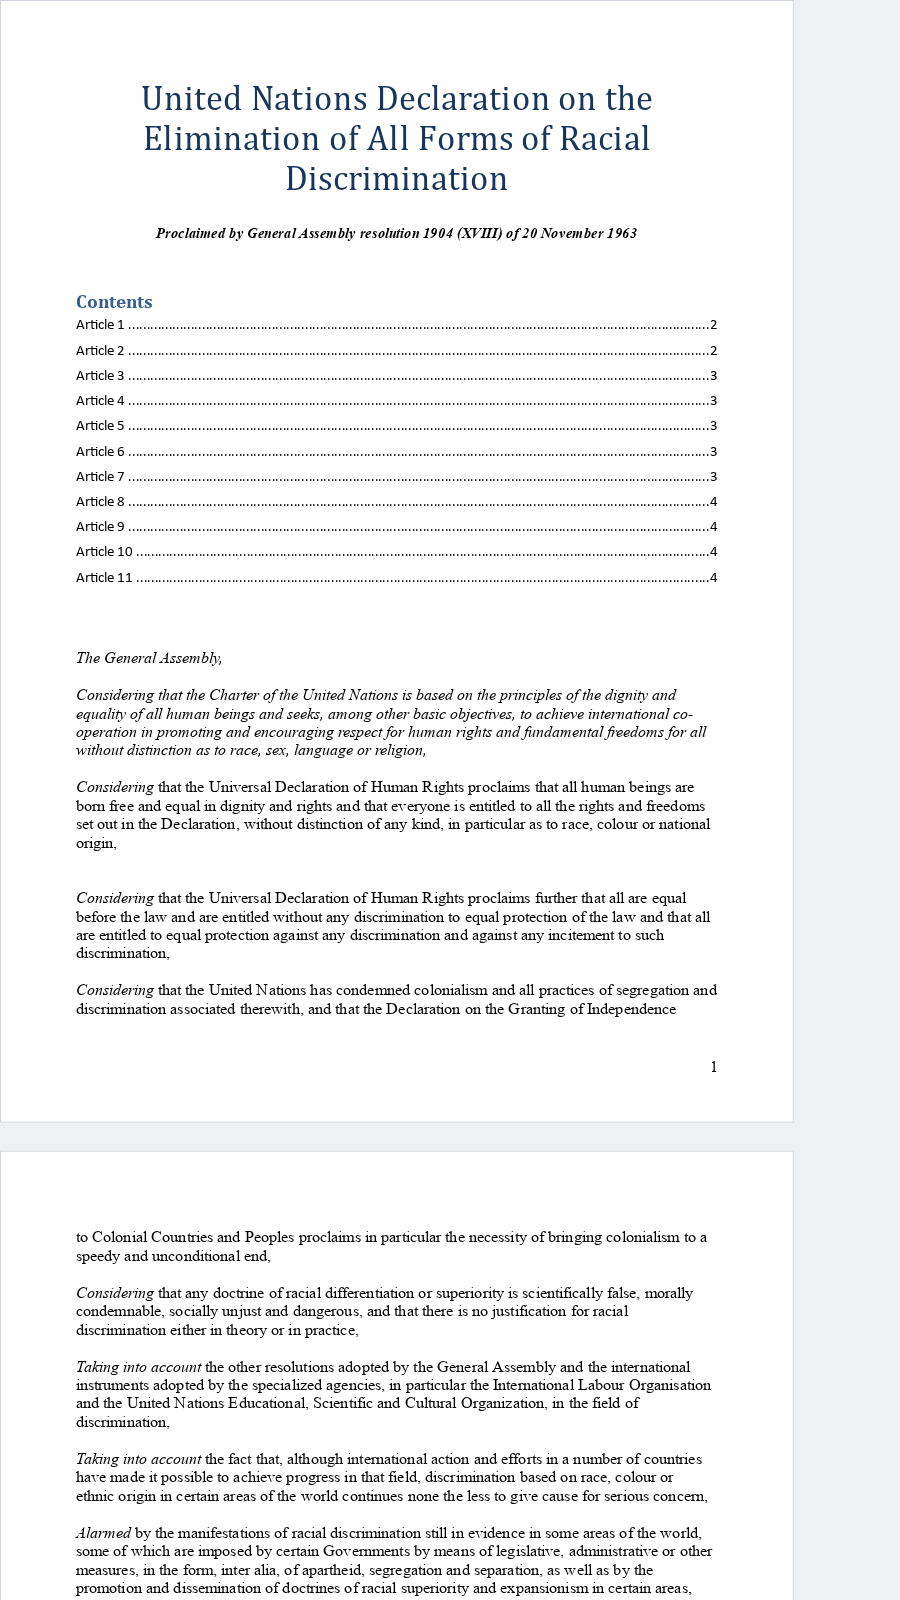 United Nations Declaration on the
Elimination of All Forms of Racial
Discrimination
Proclaimed by General Assembly resolution 1904 (XVIII) of 20 November 1963
Contents
Article 1 ........................................................................................................................2
Article 2 ........................................................................................................................2
Article 3 ........................................................................................................................3
Article 4 ........................................................................................................................3
Article 5 ........................................................................................................................3
Article 6 ........................................................................................................................3
Article 7 ........................................................................................................................3
Article 8 ........................................................................................................................4
Article 9 ........................................................................................................................4
Article 10 ......................................................................................................................4
Article 11 ......................................................................................................................4
The General Assembly,
Considering that the Charter of the United Nations is based on the principles of the dignity and
equality of all human beings and seeks, among other basic objectives, to achieve international co-
operation in promoting and encouraging respect for human rights and fundamental freedoms for all
without distinction as to race, sex, language or religion,
Considering that the Universal Declaration of Human Rights proclaims that all human beings are
born free and equal in dignity and rights and that everyone is entitled to all the rights and freedoms
set out in the Declaration, without distinction of any kind, in particular as to race, colour or national
origin,
Considering that the Universal Declaration of Human Rights proclaims further that all are equal
before the law and are entitled without any discrimination to equal protection of the law and that all
are entitled to equal protection against any discrimination and against any incitement to such
discrimination,
Considering that the United Nations has condemned colonialism and all practices of segregation and
discrimination associated therewith, and that the Declaration on the Granting of Independence
1
to Colonial Countries and Peoples proclaims in particular the necessity of bringing colonialism to a
speedy and unconditional end,
Considering that any doctrine of racial differentiation or superiority is scientifically false, morally
condemnable, socially unjust and dangerous, and that there is no justification for racial
discrimination either in theory or in practice,
Taking into account the other resolutions adopted by the General Assembly and the international
instruments adopted by the specialized agencies, in particular the International Labour Organisation
and the United Nations Educational, Scientific and Cultural Organization, in the field of
discrimination,
Taking into account the fact that, although international action and efforts in a number of countries
have made it possible to achieve progress in that field, discrimination based on race, colour or
ethnic origin in certain areas of the world continues none the less to give cause for serious concern,
Alarmed by the manifestations of racial discrimination still in evidence in some areas of the world,
some of which are imposed by certain Governments by means of legislative, administrative or other
measures, in the form, inter alia, of apartheid, segregation and separation, as well as by the
promotion and dissemination of doctrines of racial superiority and expansionism in certain areas,